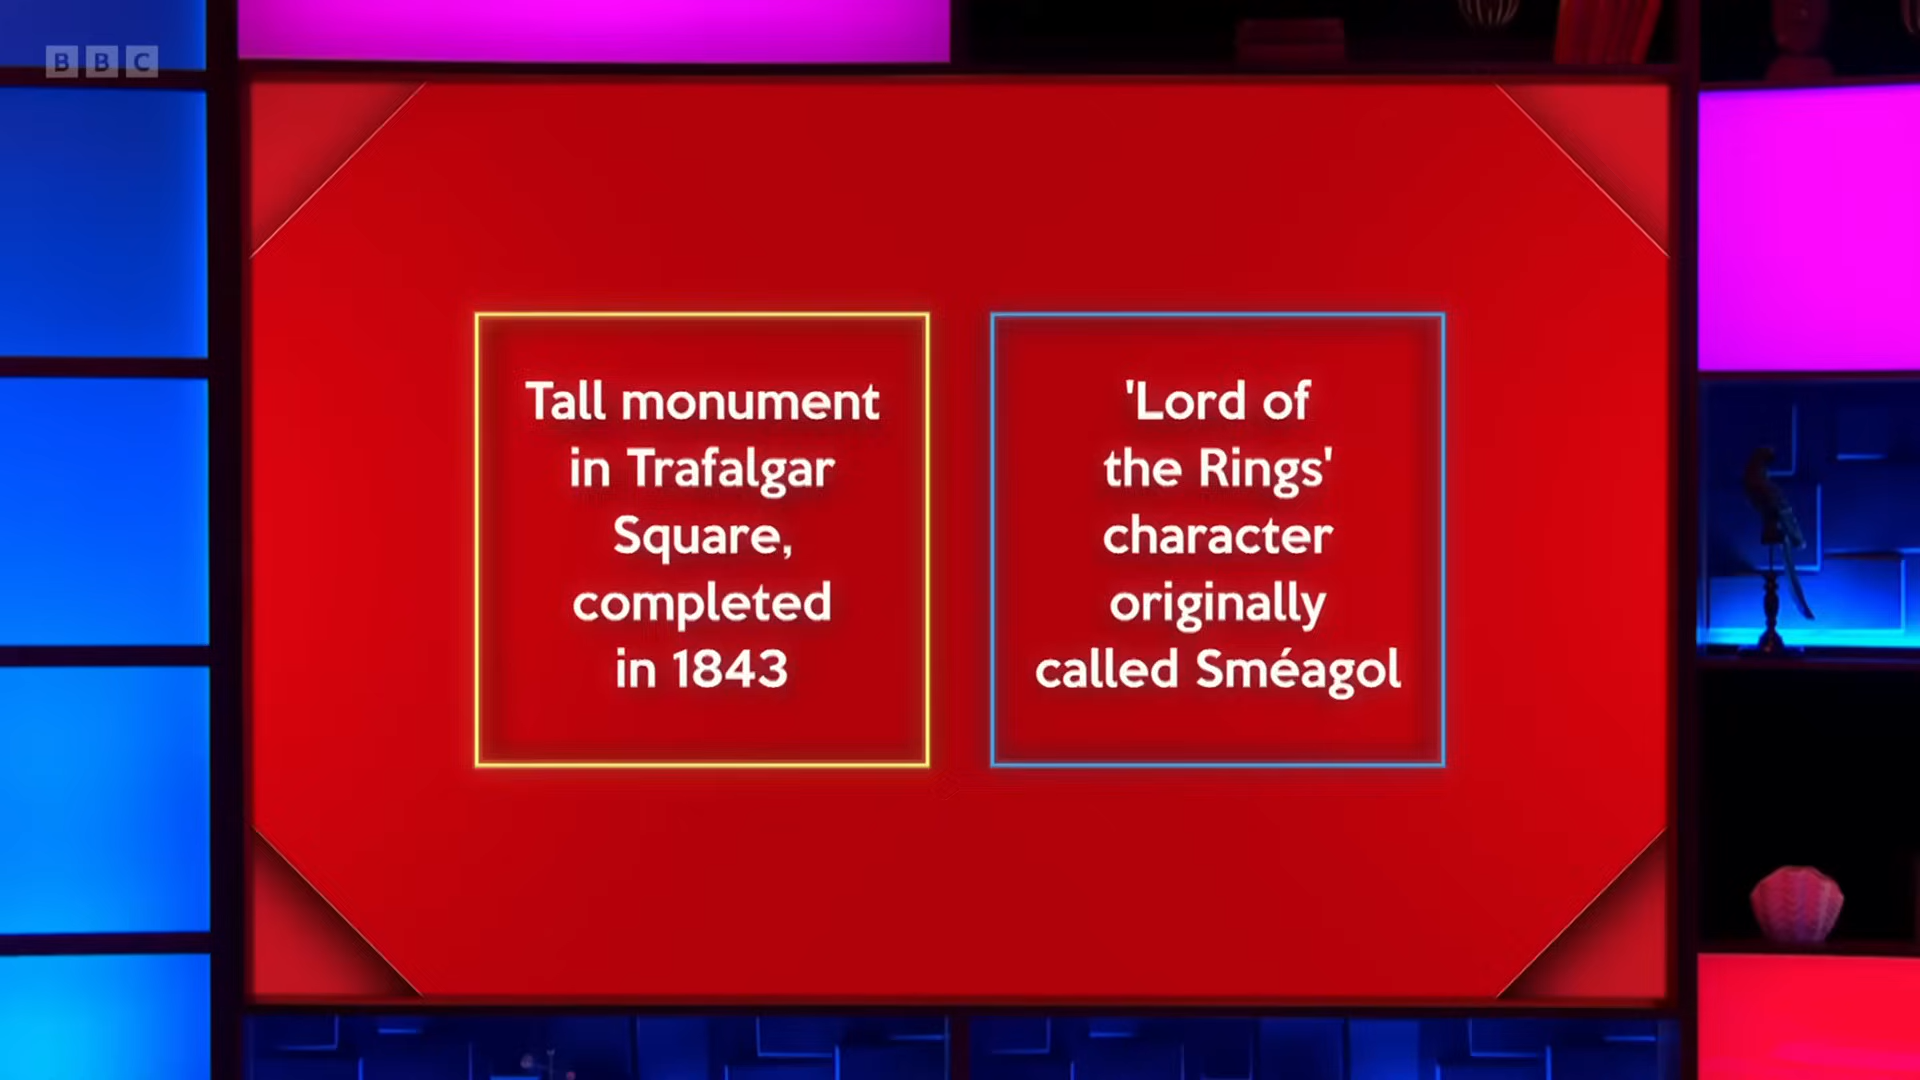 BBC
Tall monument
in Trafalgar
Square,
completed
in 1843
'Lord of
the Rings'
character
originally
called Sméagol